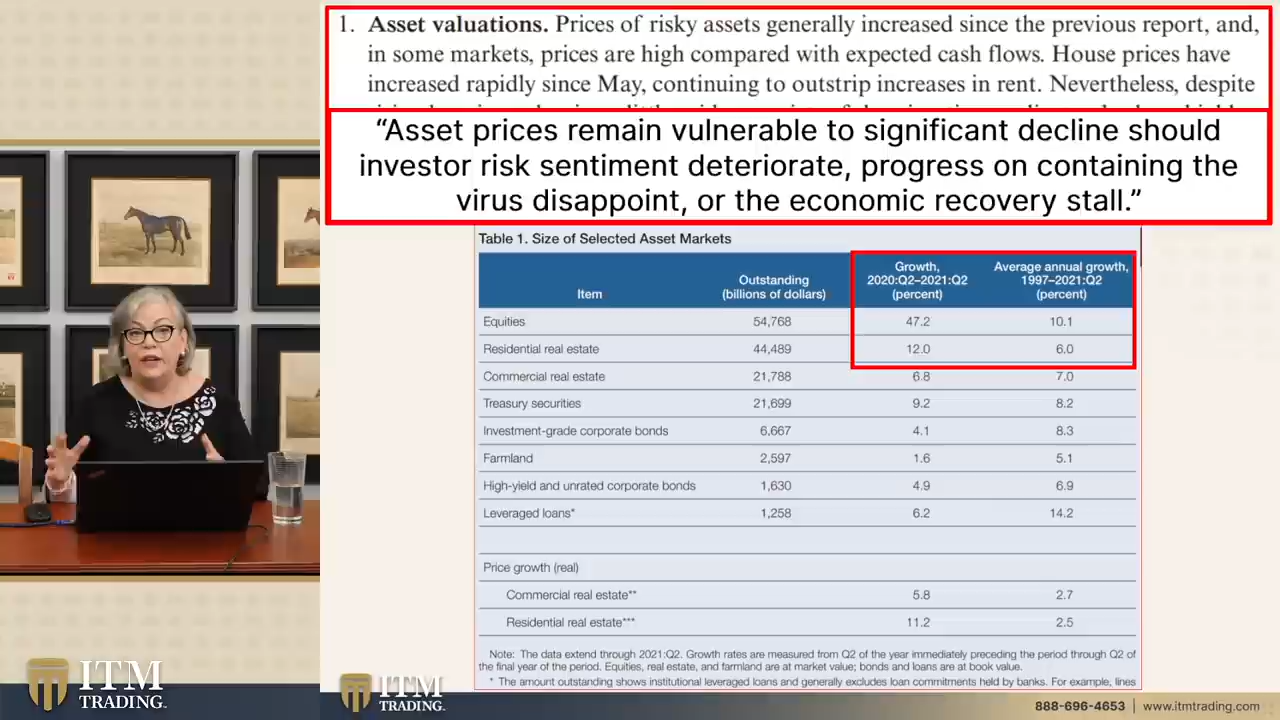 1. Asset valuations. Prices of risky assets generally increased since the previous report, and,
in some markets, prices are high compared with expected cash flows. House prices have
increased rapidly since May, continuing to outstrip increases in rent. Nevertheless, despite
“Asset prices remain vulnerable to significant decline should
investor risk sentiment deteriorate, progress on containing the
virus disappoint, or the economic recovery stall.”
Table 1. Size of Selected Asset Markets
Item Outstanding (billions of dollars) Growth, 2020:Q2–2021:Q2 (percent) Average annual growth, 1997–2021:Q2 (percent)
Equities 54,768 47.2 10.1
Residential real estate 44,489 12.0 6.0
Commercial real estate 21,788 6.8 7.0
Treasury securities 21,699 9.2 8.2
Investment-grade corporate bonds 6,667 4.1 8.3
Farmland 2,597 1.6 5.1
High-yield and unrated corporate bonds 1,630 4.9 6.9
Leveraged loans* 1,258 6.2 14.2
Price growth (real)
Commercial real estate** 5.8 2.7
Residential real estate*** 11.2 2.5
Note: The data extend through 2021:Q2. Growth rates are measured from Q2 of the year immediately preceding the period through Q2 of
the final year of the period. Equities, real estate, and farmland are at market value; bonds and loans are at book value.
* The amount outstanding shows institutional leveraged loans and generally excludes loan commitments held by banks. For example, lines
ITM
TRADING
ITM
TRADING
888-696-4653 | www.itmtrading.com